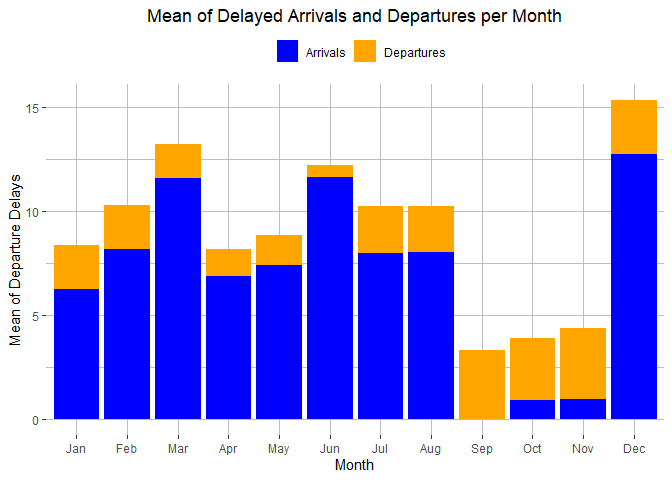 Mean of Delayed Arrivals and Departures per Month
Arrivals Departures
Mean of Departure Delays
15
10
5
0
Jan Feb Mar Apr May Jun Jul Aug Sep Oct Nov Dec
Month